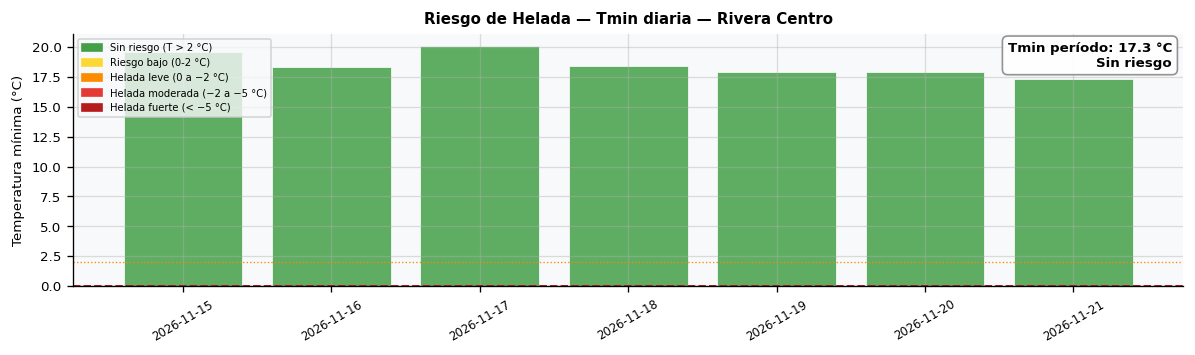 Riesgo de Helada — Tmin diaria — Rivera Centro
Temperatura mínima (°C)
20.0
17.5
15.0
12.5
10.0
7.5
5.0
2.5
0.0
Sin riesgo (T > 2 °C)
Riesgo bajo (0-2 °C)
Helada leve (0 a −2 °C)
Helada moderada (−2 a −5 °C)
Helada fuerte (< −5 °C)
Tmin período: 17.3 °C
Sin riesgo
2026-11-15
2026-11-16
2026-11-17
2026-11-18
2026-11-19
2026-11-20
2026-11-21